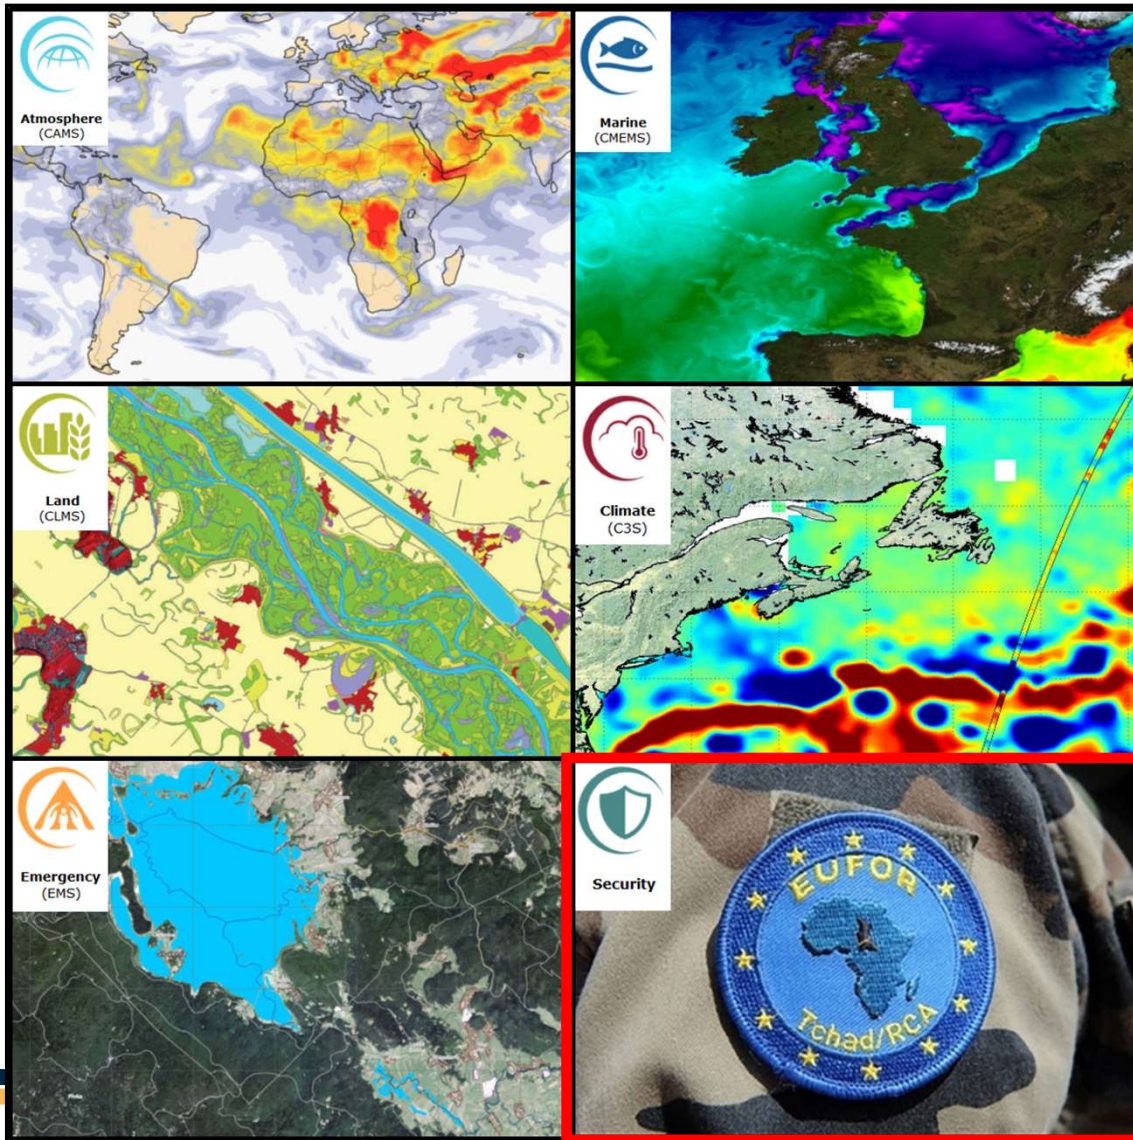 Atmosphere
(CAMS)
Marine
(CMEMS)
Land
(CLMS)
Climate
(C3S)
Emergency
(EMS)
Security
EUFOR
Tchad/RCA